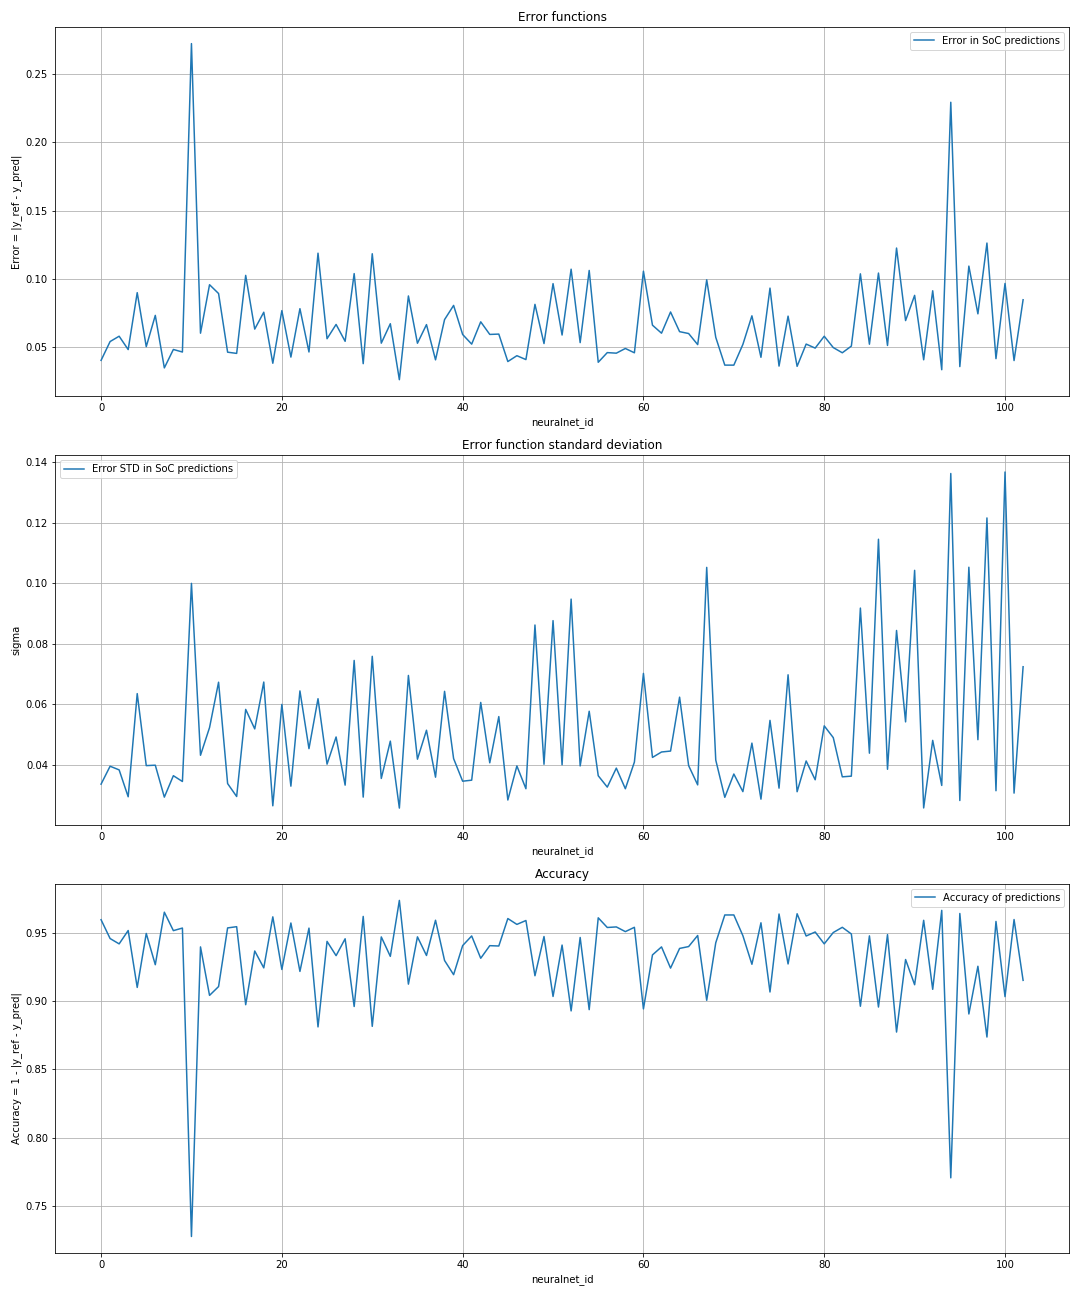 Error functions
Error in SoC predictions
0.25
0.20
0.15
0.10
0.05
Error = |y_ref - y_pred|
0 20 40 60 80 100
neuralnet_id
Error function standard deviation
Error STD in SoC predictions
0.14
0.12
0.10
0.08
0.06
0.04
sigma
0 20 40 60 80 100
neuralnet_id
Accuracy
Accuracy of predictions
0.95
0.90
0.85
0.80
0.75
Accuracy = 1 - |y_ref - y_pred|
0 20 40 60 80 100
neuralnet_id